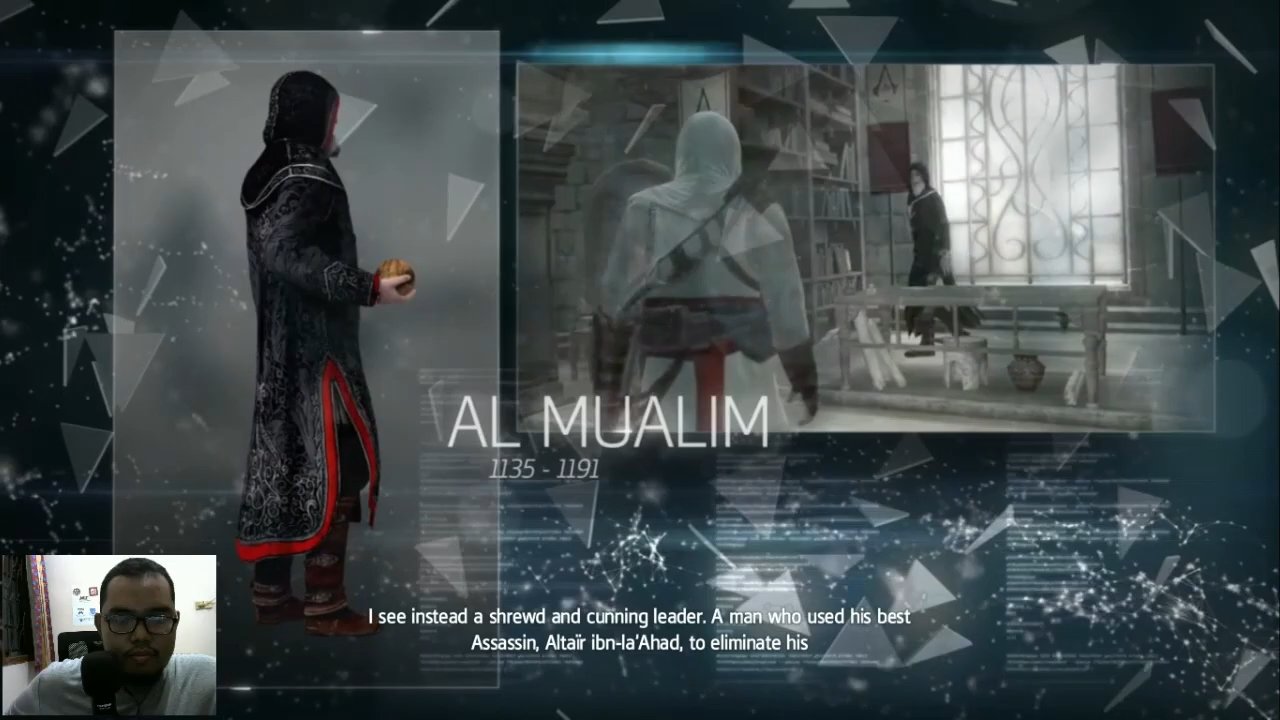 AL MUALIM
1135 - 1191
I see instead a shrewd and cunning leader. A man who used his best
Assassin, Altaïr ibn-la'Ahad, to eliminate his